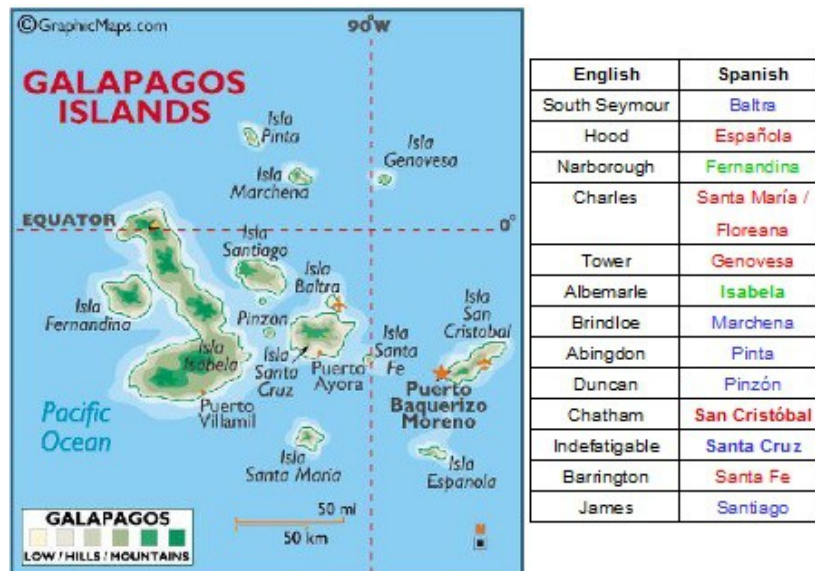 ©GraphicMaps.com
90°W
GALAPAGOS
ISLANDS
Isla
Pinta
Isla
Genovesa
Isla
Marchena
EQUATOR
0°
Isla
Santiago
Isla
Baltra
Isla
San
Cristobal
Isla
Fernandina
Pinzon
Isla
Isabela
Isla
Santa
Cruz
Isla
Santa
Fe
Puerto
Ayora
Puerto
Baquerizo
Moreno
Puerto
Villamil
Pacific
Ocean
Isla
Santa Maria
Isla
Espanola
50 mi
50 km
GALAPAGOS
LOW / HILLS / MOUNTAINS
N
English Spanish
South Seymour Baltra
Hood Española
Narborough Fernandina
Charles Santa María /
Floreana
Tower Genovesa
Albemarle Isabela
Brindloe Marchena
Abingdon Pinta
Duncan Pinzón
Chatham San Cristóbal
Indefatigable Santa Cruz
Barrington Santa Fe
James Santiago